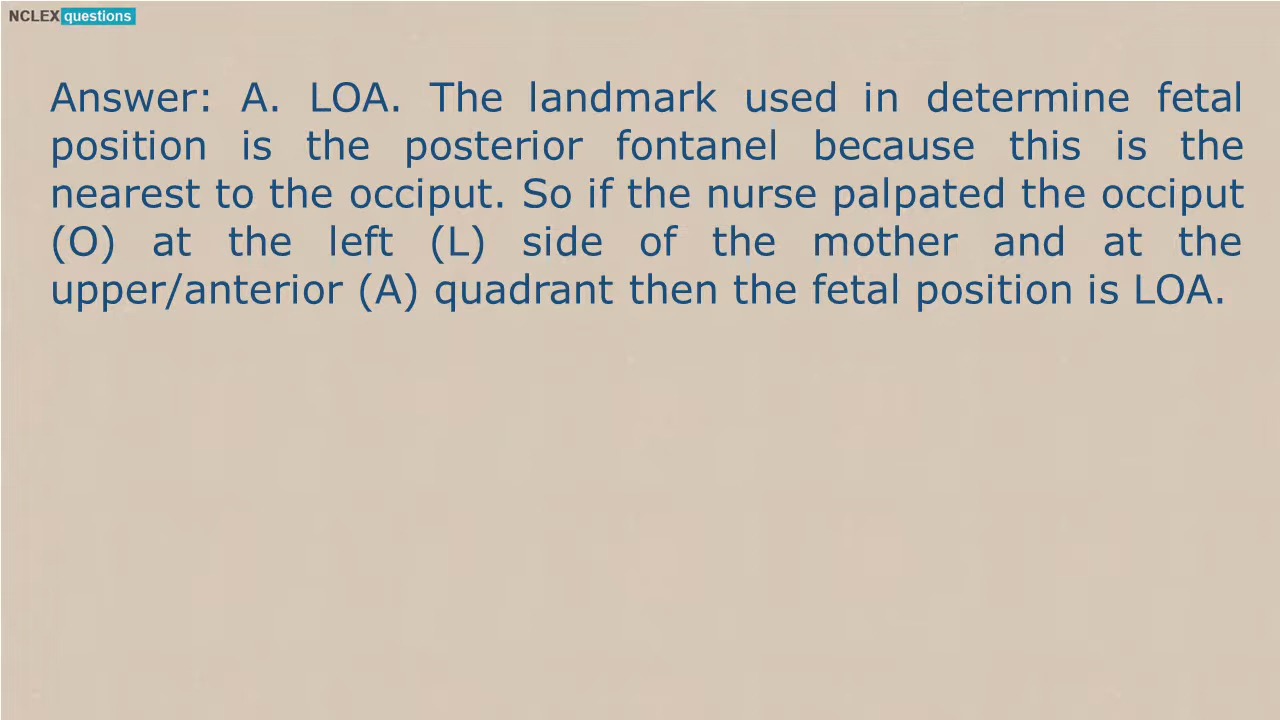 NCLEX questions
Answer: A. LOA. The landmark used in determine fetal
position is the posterior fontanel because this is the
nearest to the occiput. So if the nurse palpated the occiput
(O) at the left (L) side of the mother and at the
upper/anterior (A) quadrant then the fetal position is LOA.